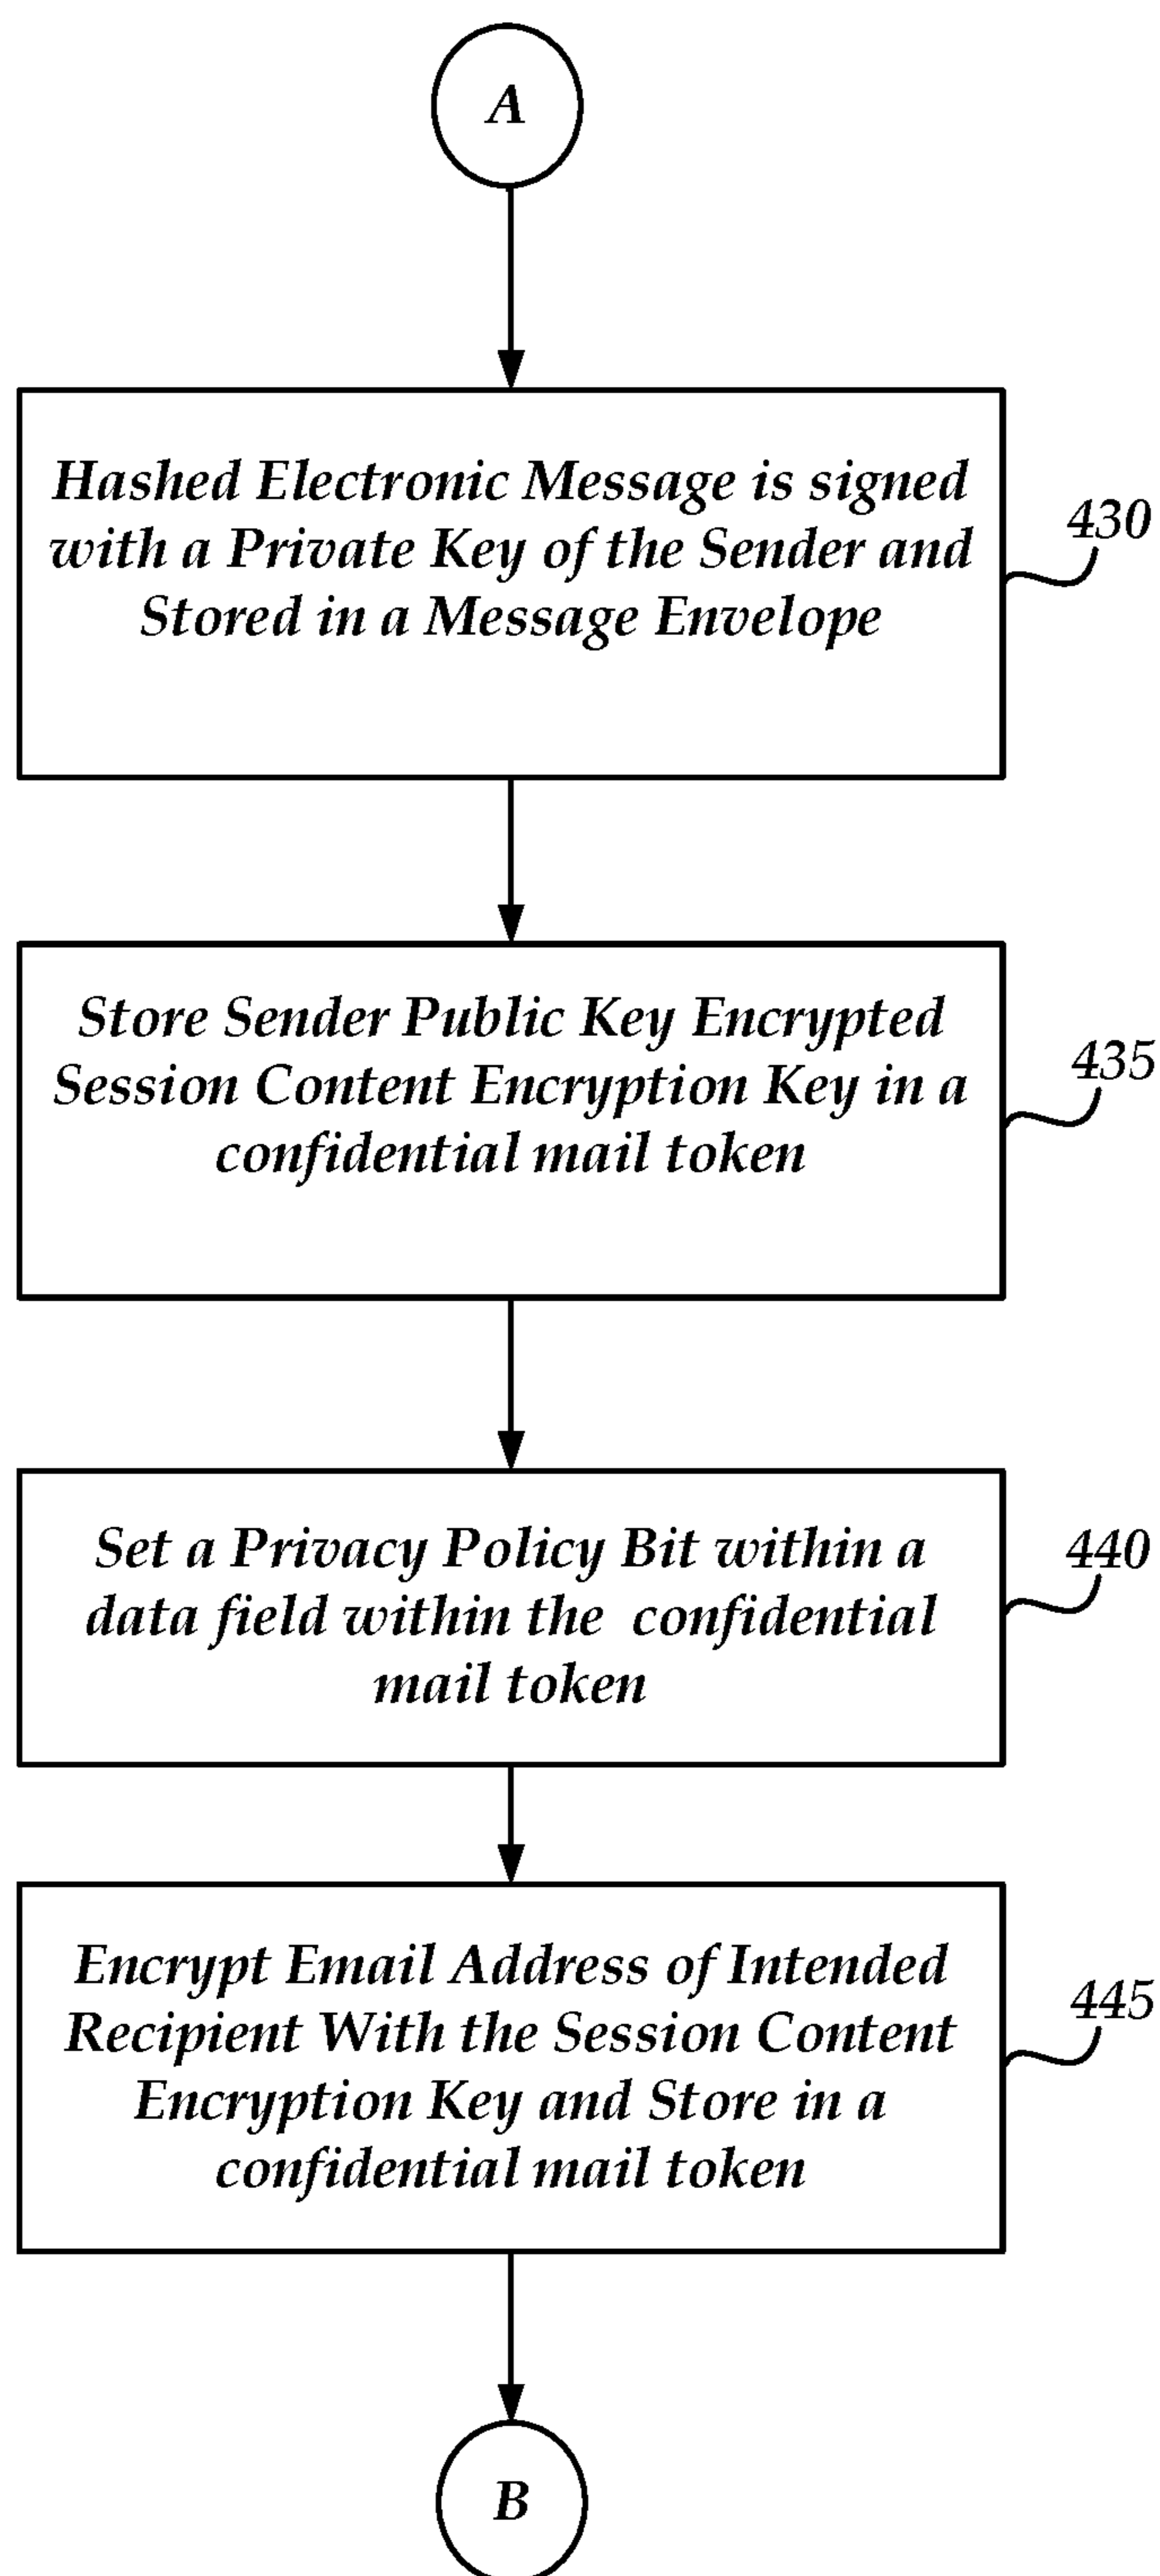 A
Hashed Electronic Message is signed
with a Private Key of the Sender and
Stored in a Message Envelope
430
Store Sender Public Key Encrypted
Session Content Encryption Key in a
confidential mail token
435
Set a Privacy Policy Bit within a
data field within the confidential
mail token
440
Encrypt Email Address of Intended
Recipient With the Session Content
Encryption Key and Store in a
confidential mail token
445
B